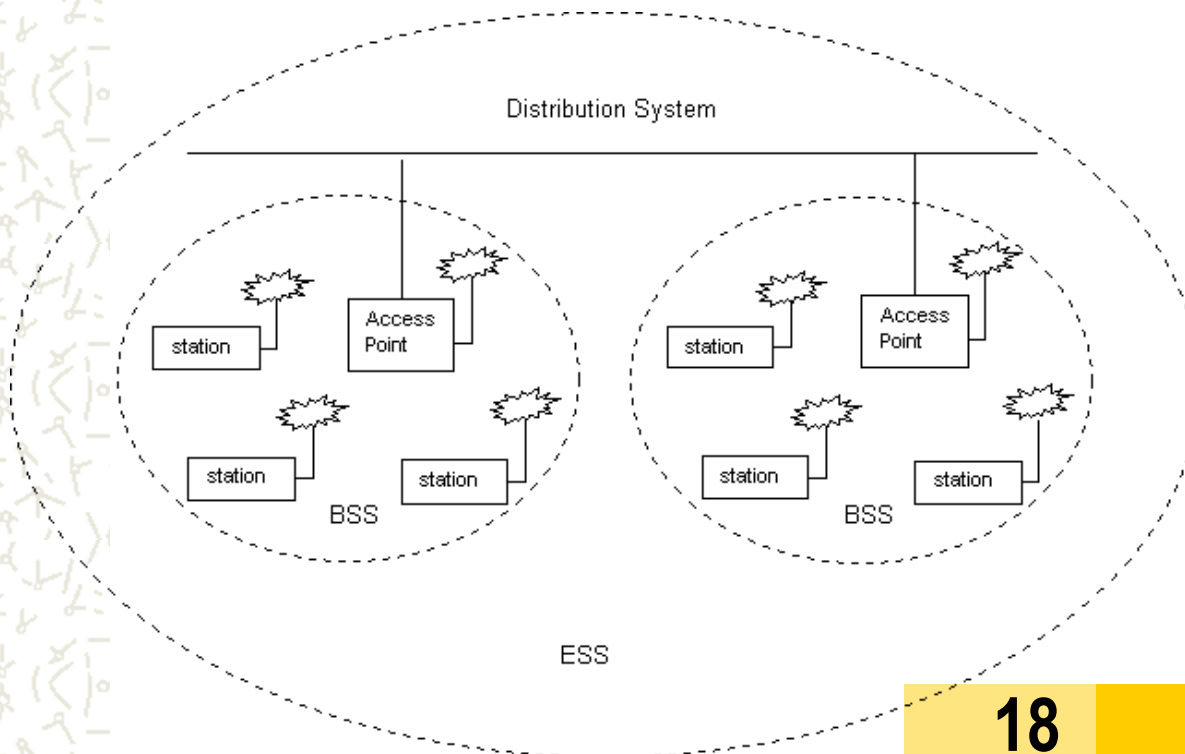 Distribution System
Access
Point
station
station
station
BSS
Access
Point
station
station
station
BSS
ESS
18